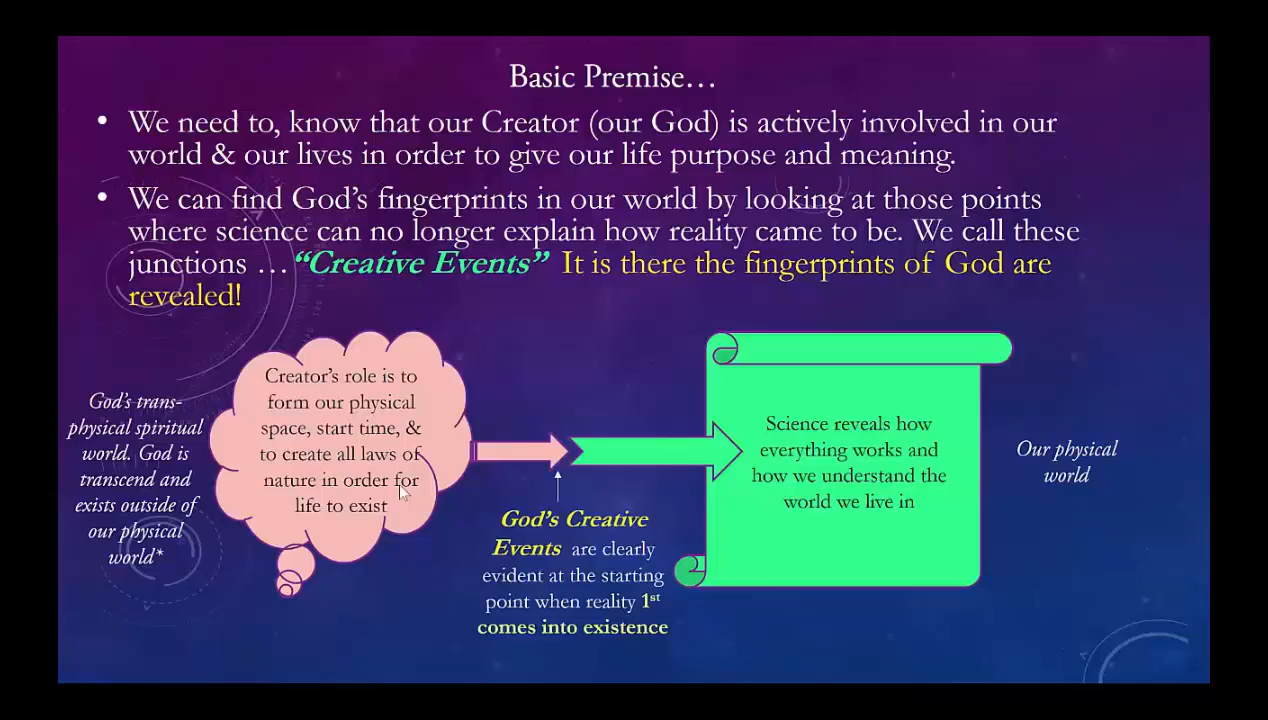 Basic Premise…
• We need to, know that our Creator (our God) is actively involved in our
world & our lives in order to give our life purpose and meaning.
• We can find God's fingerprints in our world by looking at those points
where science can no longer explain how reality came to be. We call these
junctions …"Creative Events" It is there the fingerprints of God are
revealed!
God's trans-
physical spiritual
world. God is
transcend and
exists outside of
our physical
world*
Creator's role is to
form our physical
space, start time, &
to create all laws of
nature in order for
life to exist
God's Creative
Events are clearly
evident at the starting
point when reality 1st
comes into existence
Science reveals how
everything works and
how we understand the
world we live in
Our physical
world